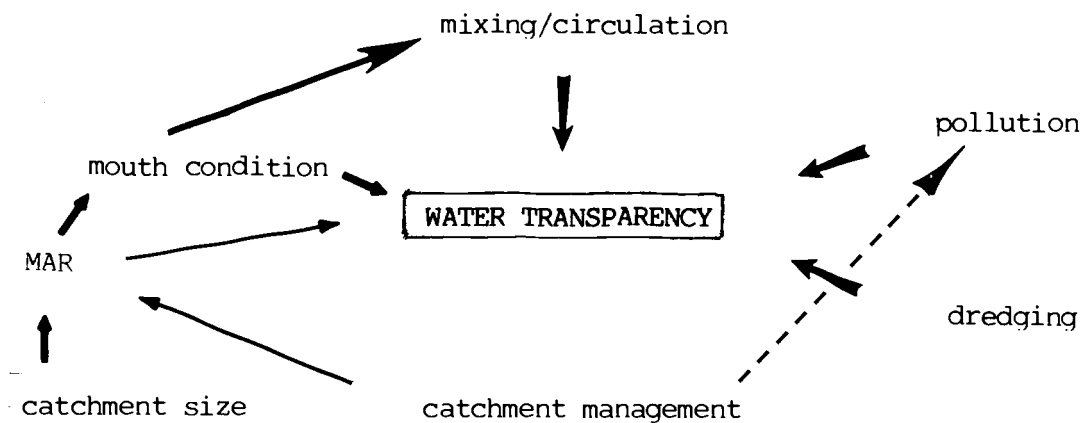 mixing/circulation
pollution
mouth condition
WATER TRANSPARENCY
MAR
dredging
catchment size
catchment management